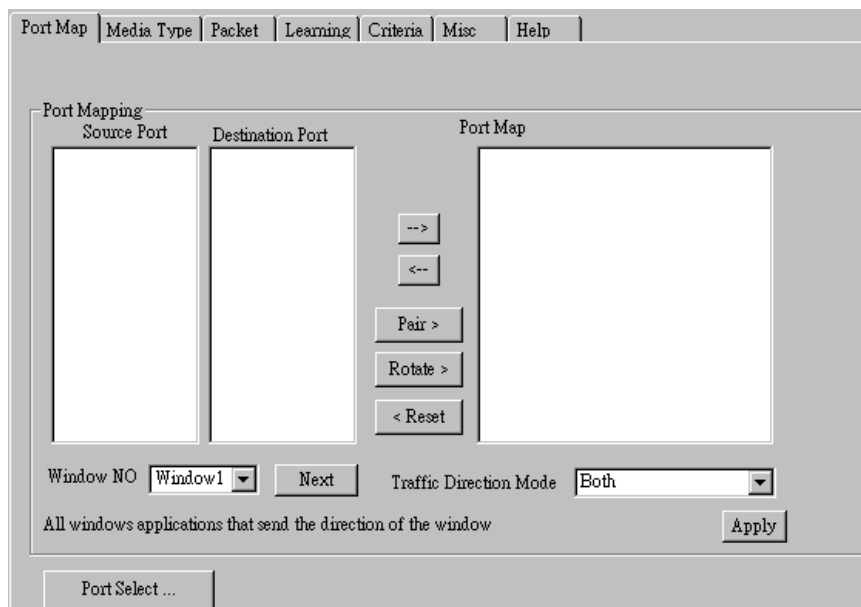 Port Map Media Type Packet Learning Criteria Misc Help
Port Mapping
Source Port Destination Port Port Map
-->
<--
Pair >
Rotate >
< Reset
Window NO Window1 Next Traffic Direction Mode Both
All windows applications that send the direction of the window Apply
Port Select ...